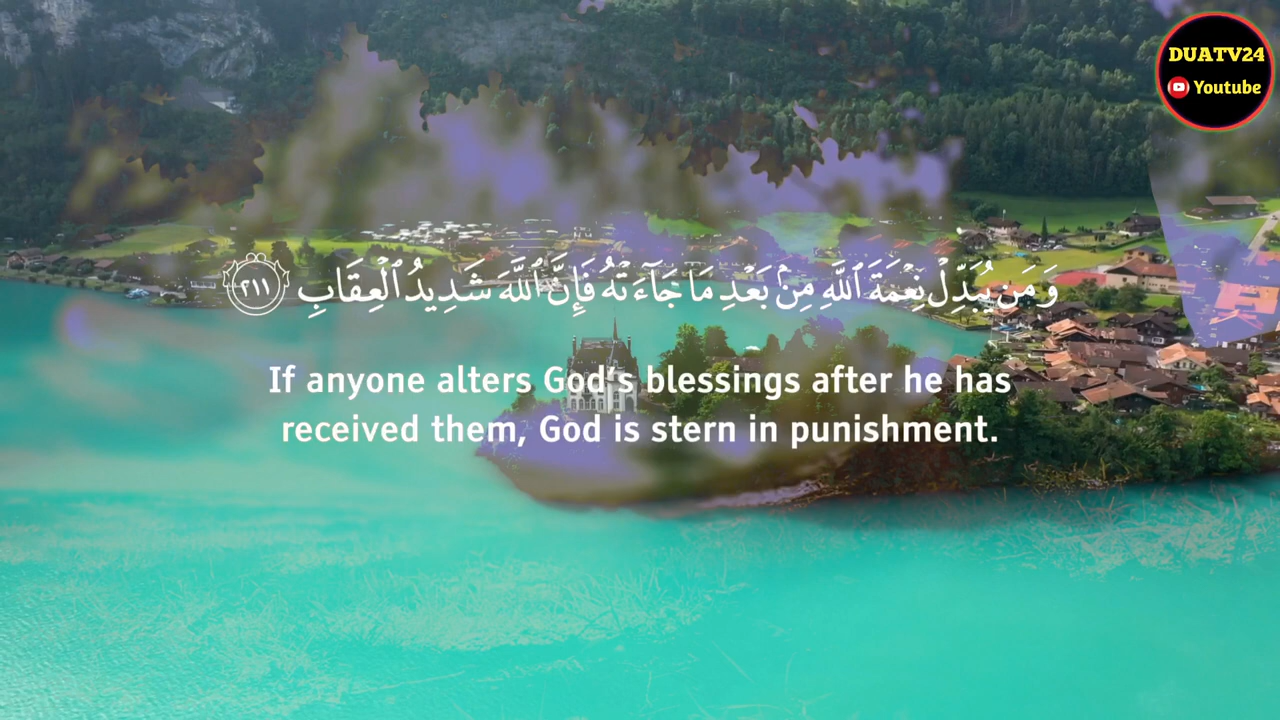 DUATV24
Youtube
وَمَن يُبَدِّلْ نِعْمَةَ ٱللَّهِ مِنۢ بَعْدِ مَا جَآءَتْهُ فَإِنَّ ٱللَّهَ شَدِيدُ ٱلْعِقَابِ ٢١١
If anyone alters God's blessings after he has
received them, God is stern in punishment.